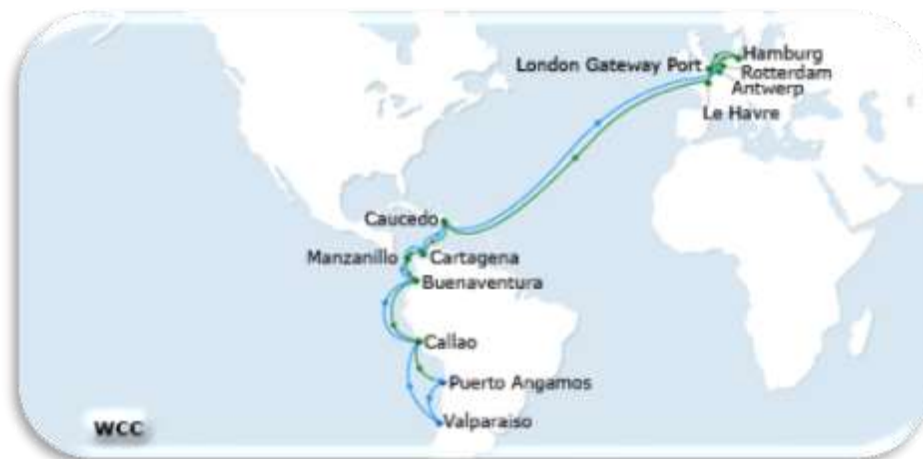 Hamburg
London Gateway Port
Rotterdam
Antwerp
Le Havre
Caucedo
Manzanillo
Cartagena
Buenaventura
Callao
Puerto Angamos
Valparaiso
WCC